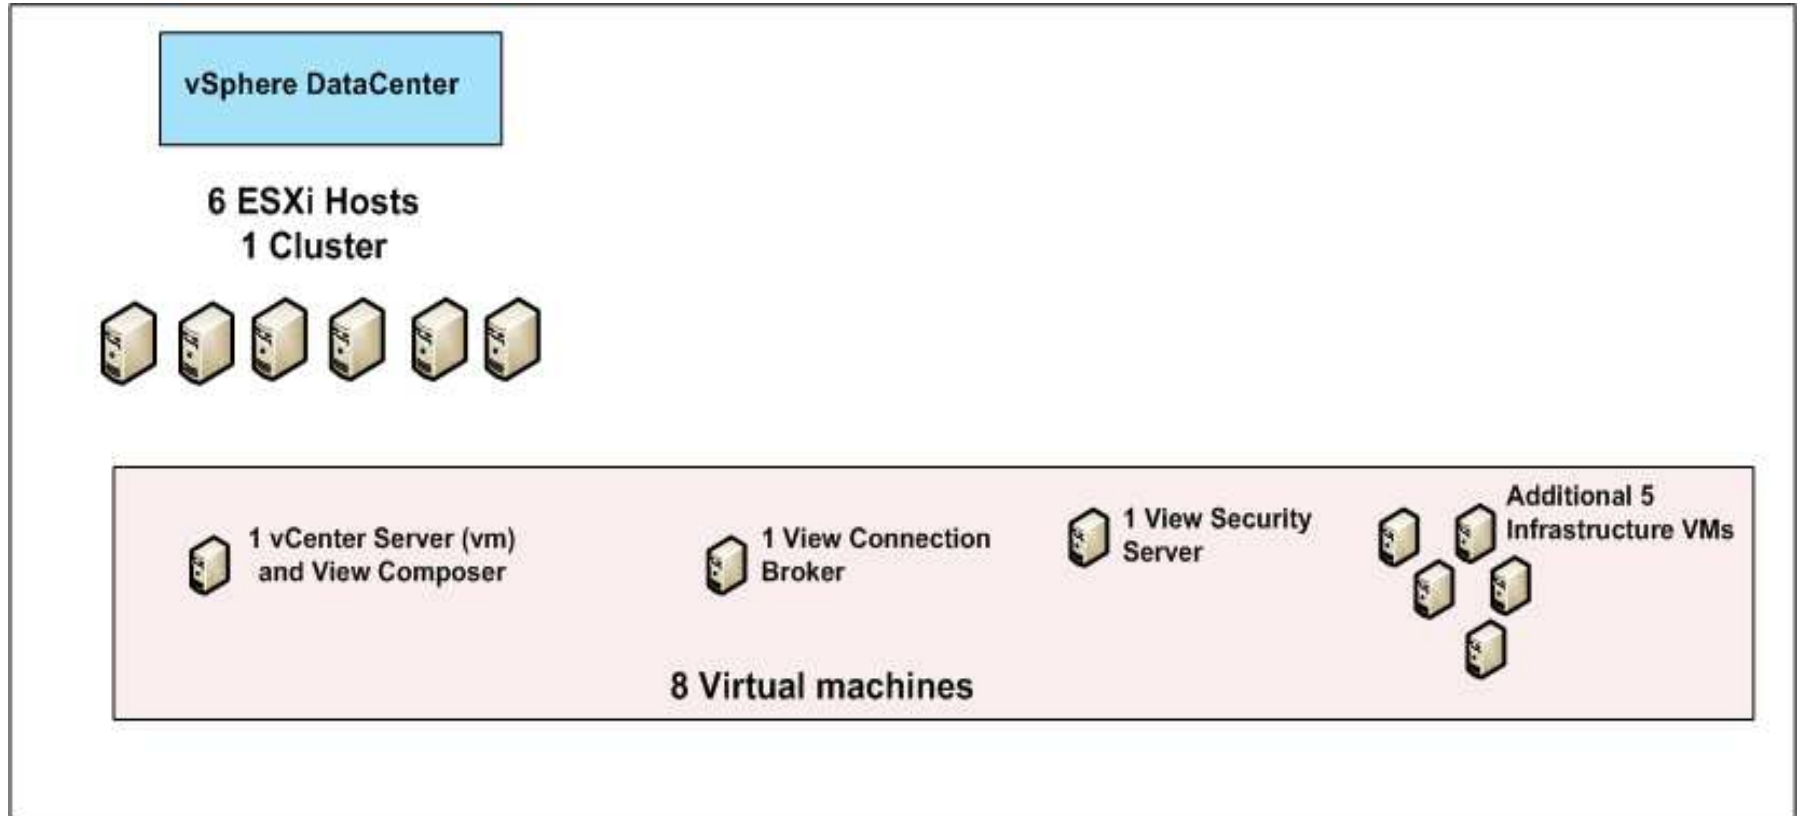 vSphere DataCenter
6 ESXi Hosts
1 Cluster
1 vCenter Server (vm)
and View Composer
1 View Connection
Broker
1 View Security
Server
Additional 5
Infrastructure VMs
8 Virtual machines